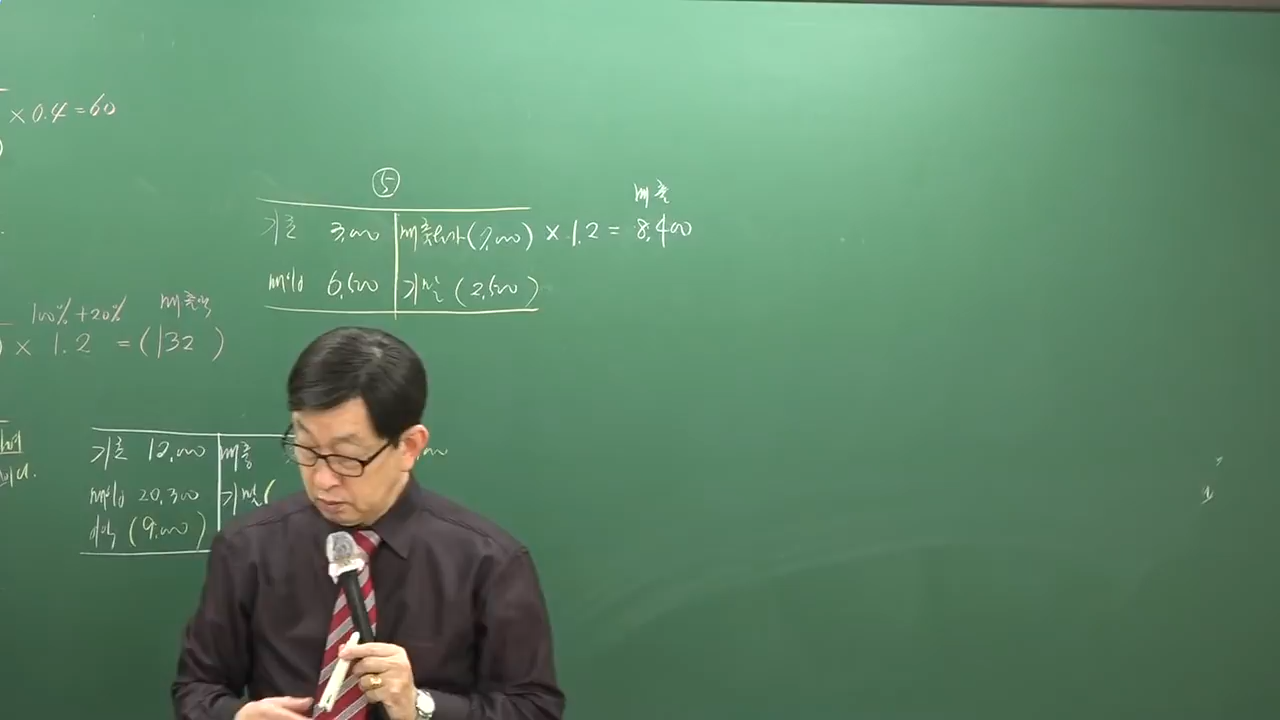 × 0.4 = 60
⑤
매출
기초 3,000 매출원가 (7,000) × 1.2 = 8,400
매입 6,500 기말 (2,500)
100% + 20% 매출액
) × 1.2 = (132)
기초 12,000 매출
매입 20,300 기말 (
이익 (9,000)